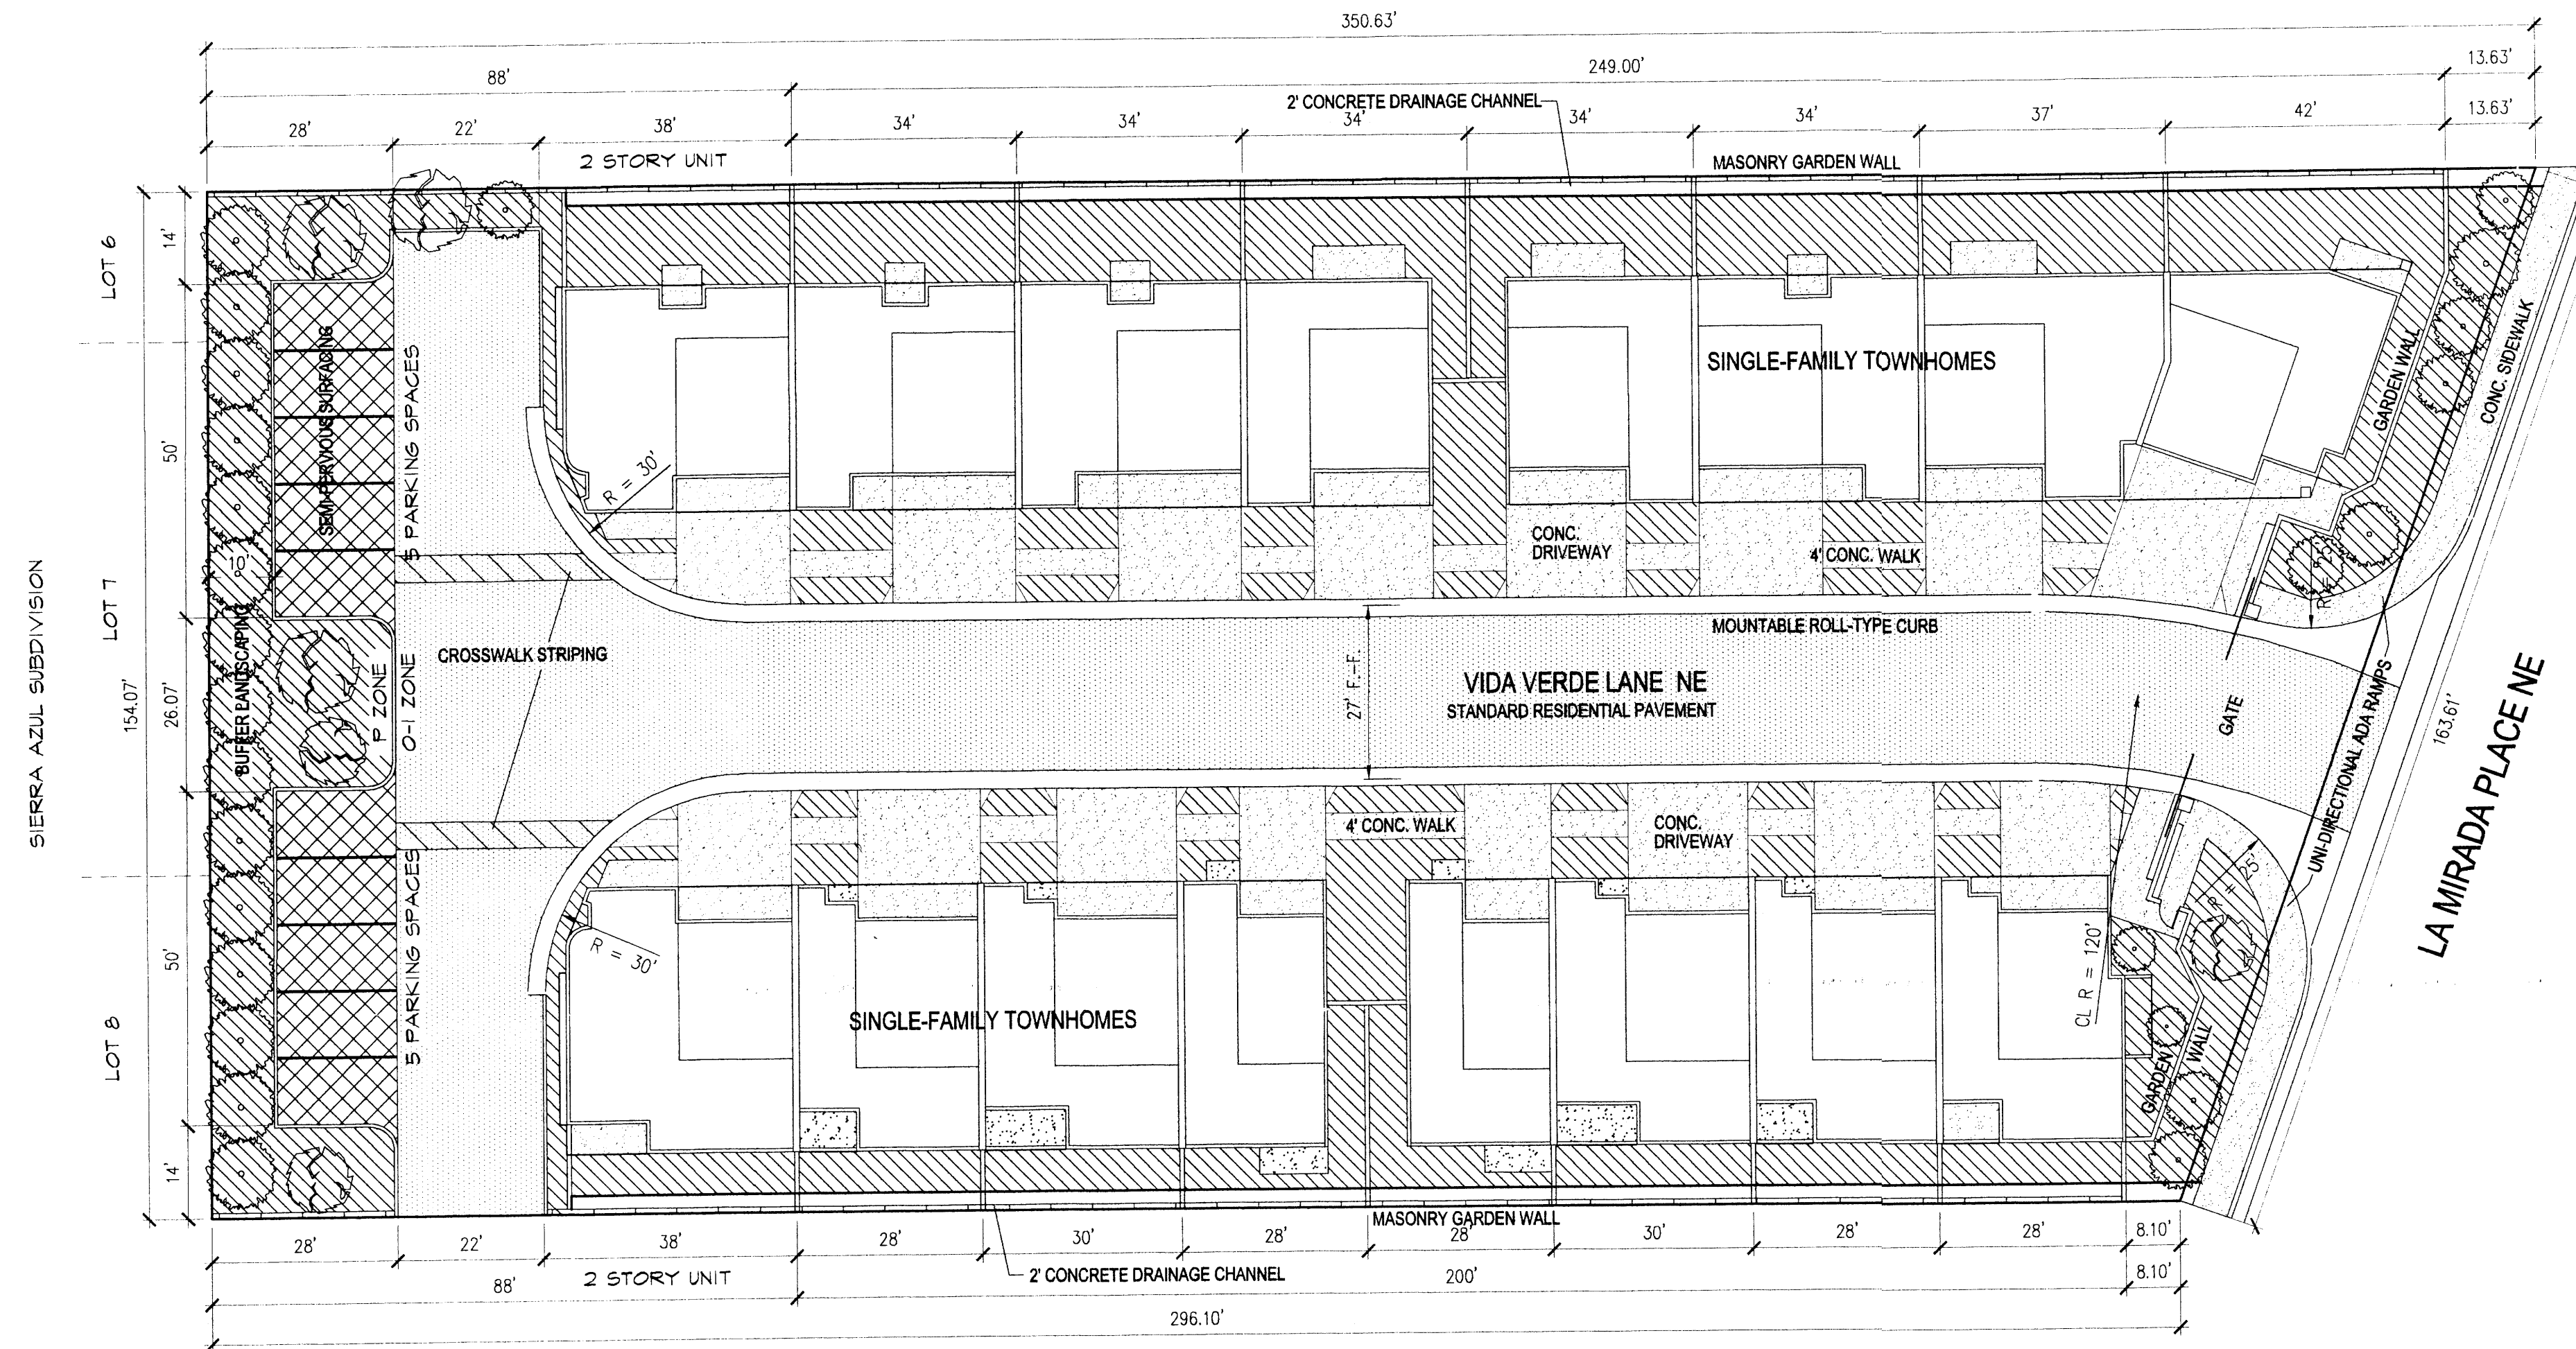 350.63'
88'
249.00'
13.63'
2' CONCRETE DRAINAGE CHANNEL
28'
22'
38'
34'
34'
34'
34'
34'
37'
42'
13.63'
2 STORY UNIT
MASONRY GARDEN WALL
LOT 6
14'
50'
SEMI-PERVIOUS SURFACING
5 PARKING SPACES
R = 30'
SINGLE-FAMILY TOWNHOMES
GARDEN WALL
CONC. SIDEWALK
CONC.
DRIVEWAY
4' CONC. WALK
10'
SIERRA AZUL SUBDIVISION
LOT 7
154.07'
26.07'
BUFFER LANDSCAPING
P ZONE
O-1 ZONE
CROSSWALK STRIPING
27' F.-F.
MOUNTABLE ROLL-TYPE CURB
VIDA VERDE LANE NE
STANDARD RESIDENTIAL PAVEMENT
GATE
UNI-DIRECTIONAL ADA RAMPS
163.61'
LA MIRADA PLACE NE
4' CONC. WALK
CONC.
DRIVEWAY
R = 25'
CL R = 120'
R = 30'
5 PARKING SPACES
LOT 8
50'
SINGLE-FAMILY TOWNHOMES
GARDEN
WALL
14'
MASONRY GARDEN WALL
28'
22'
38'
28'
30'
28'
28'
30'
28'
28'
8.10'
88'
2 STORY UNIT
2' CONCRETE DRAINAGE CHANNEL
200'
8.10'
296.10'